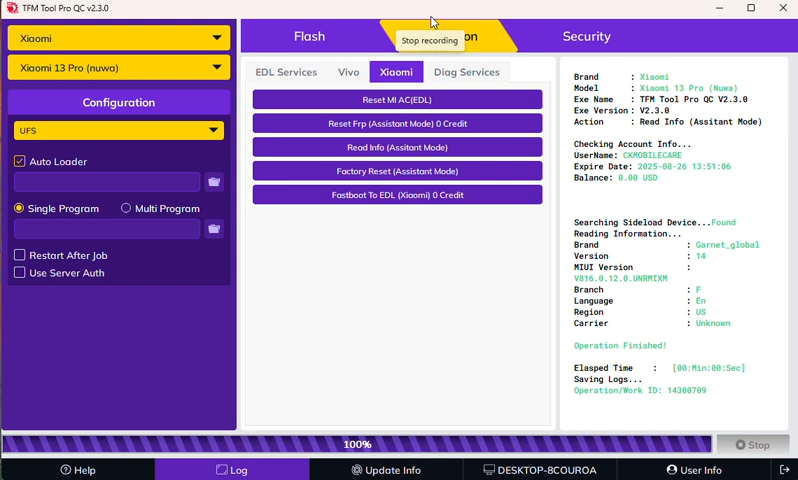 TFM Tool Pro QC v2.3.0
Xiaomi
Xiaomi 13 Pro (nuwa)
Configuration
UFS
Auto Loader
Single Program
Multi Program
Restart After Job
Use Server Auth
Flash
Stop recording
Security
EDL Services
Vivo
Xiaomi
Diag Services
Reset MI AC(EDL)
Reset Frp (Assistant Mode) 0 Credit
Read Info (Assitant Mode)
Factory Reset (Assitant Mode)
Fastboot To EDL (Xiaomi) 0 Credit
Brand : Xiaomi
Model : Xiaomi 13 Pro (Nuwa)
Exe Name : TFM Tool Pro QC V2.3.0
Exe Version : V2.3.0
Action : Read Info (Assitant Mode)
Checking Account Info...
UserName: CKMOBILECARE
Expire Date: 2025-08-26 13:51:06
Balance: 0.00 USD
Searching Sideload Device...Found
Reading Information...
Brand : Garnet_global
Version : 14
MIUI Version :
V816.0.12.0.UNRMIXM
Branch : F
Language : En
Region : US
Carrier : Unknown
Operation Finished!
Elasped Time : [00:Min:00:Sec]
Saving Logs...
Operation/Work ID: 14300709
100%
Stop
Help
Log
Update Info
DESKTOP-8COUROA
User Info